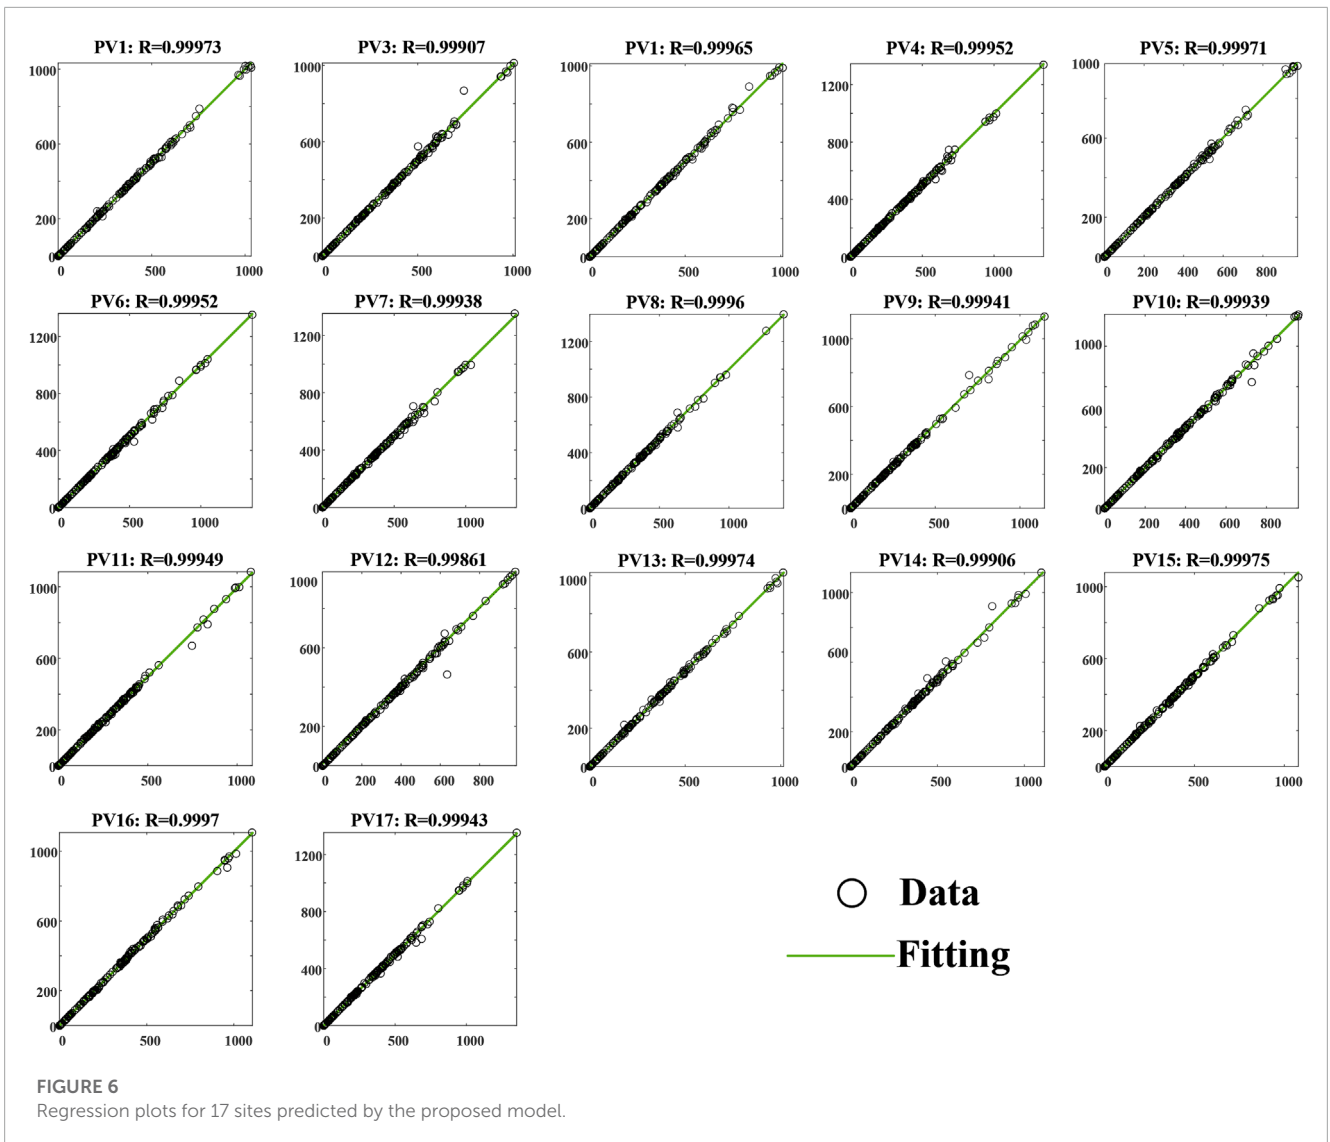 PV1: R=0.99973
PV3: R=0.99907
PV1: R=0.99965
PV4: R=0.99952
PV5: R=0.99971
1000
600
400
200
0
0 500 1000
1000
600
200
0
0 500 1000
1000
600
400
200
0
0 500 1000
1200
800
400
0
0 500 1000
1000
600
400
200
0
0 200 400 600 800
PV6: R=0.99952
PV7: R=0.99938
PV8: R=0.9996
PV9: R=0.99941
PV10: R=0.99939
1200
800
400
0
0 500 1000
1200
800
400
0
0 500 1000
1200
800
400
0
0 500 1000
1000
600
200
0
0 500 1000
1000
600
200
0
200 400 600 800
PV11: R=0.99949
PV12: R=0.99861
PV13: R=0.99974
PV14: R=0.99906
PV15: R=0.99975
1000
600
200
0
0 500 1000
1000
600
200
0
200 400 600 800
1000
600
400
200
0
0 500 1000
1000
600
200
0
0 500 1000
1000
800
400
200
0
0 500 1000
PV16: R=0.9997
PV17: R=0.99943
1000
600
200
0
0 500 1000
1200
800
400
0
0 500 1000
Data
Fitting
FIGURE 6
Regression plots for 17 sites predicted by the proposed model.